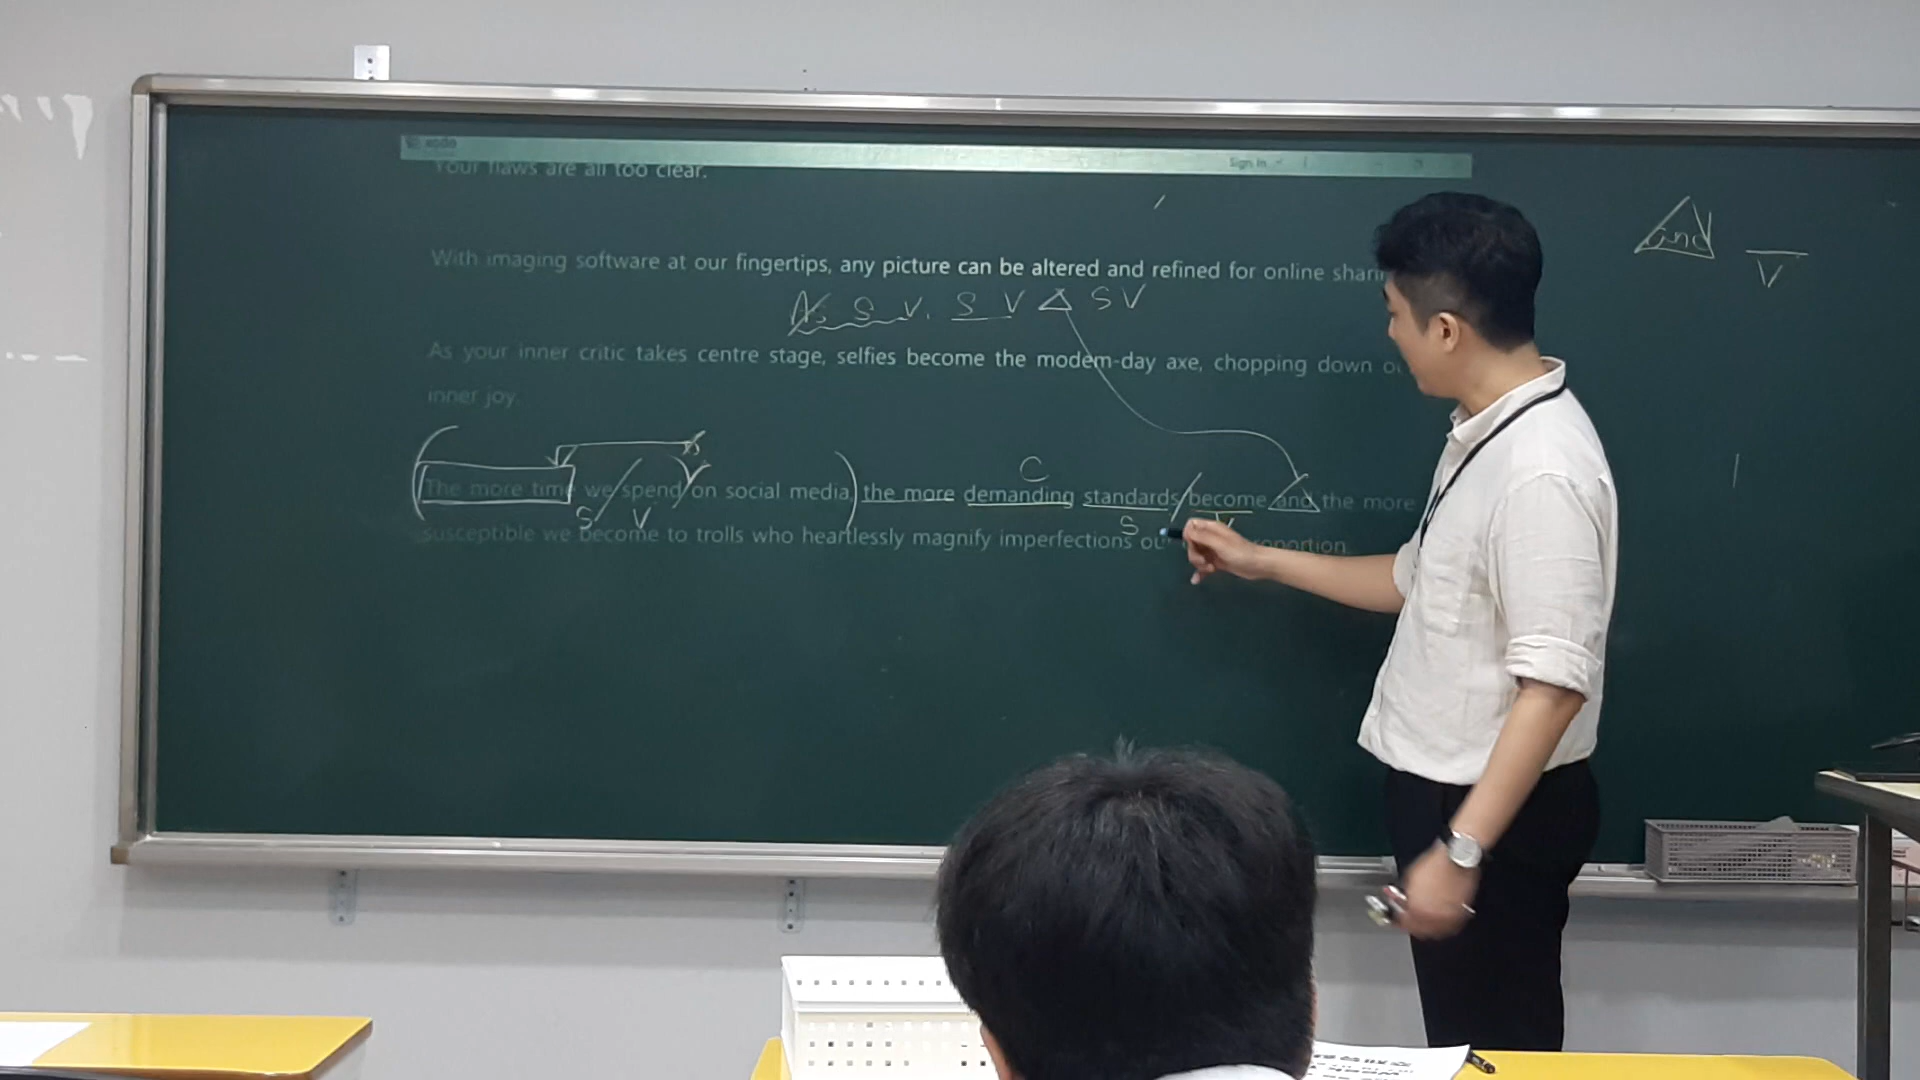 xodo
Sign In
Your flaws are all too clear.
and
V
With imaging software at our fingertips, any picture can be altered and refined for online
As S V, S V △ S V
As your inner critic takes centre stage, selfies become the modern-day axe, chopping down
inner joy.
C
(The more time we/spend/on social media,) the more demanding standards/become and the more
S V S V
susceptible we become to trolls who heartlessly magnify imperfections proportion.